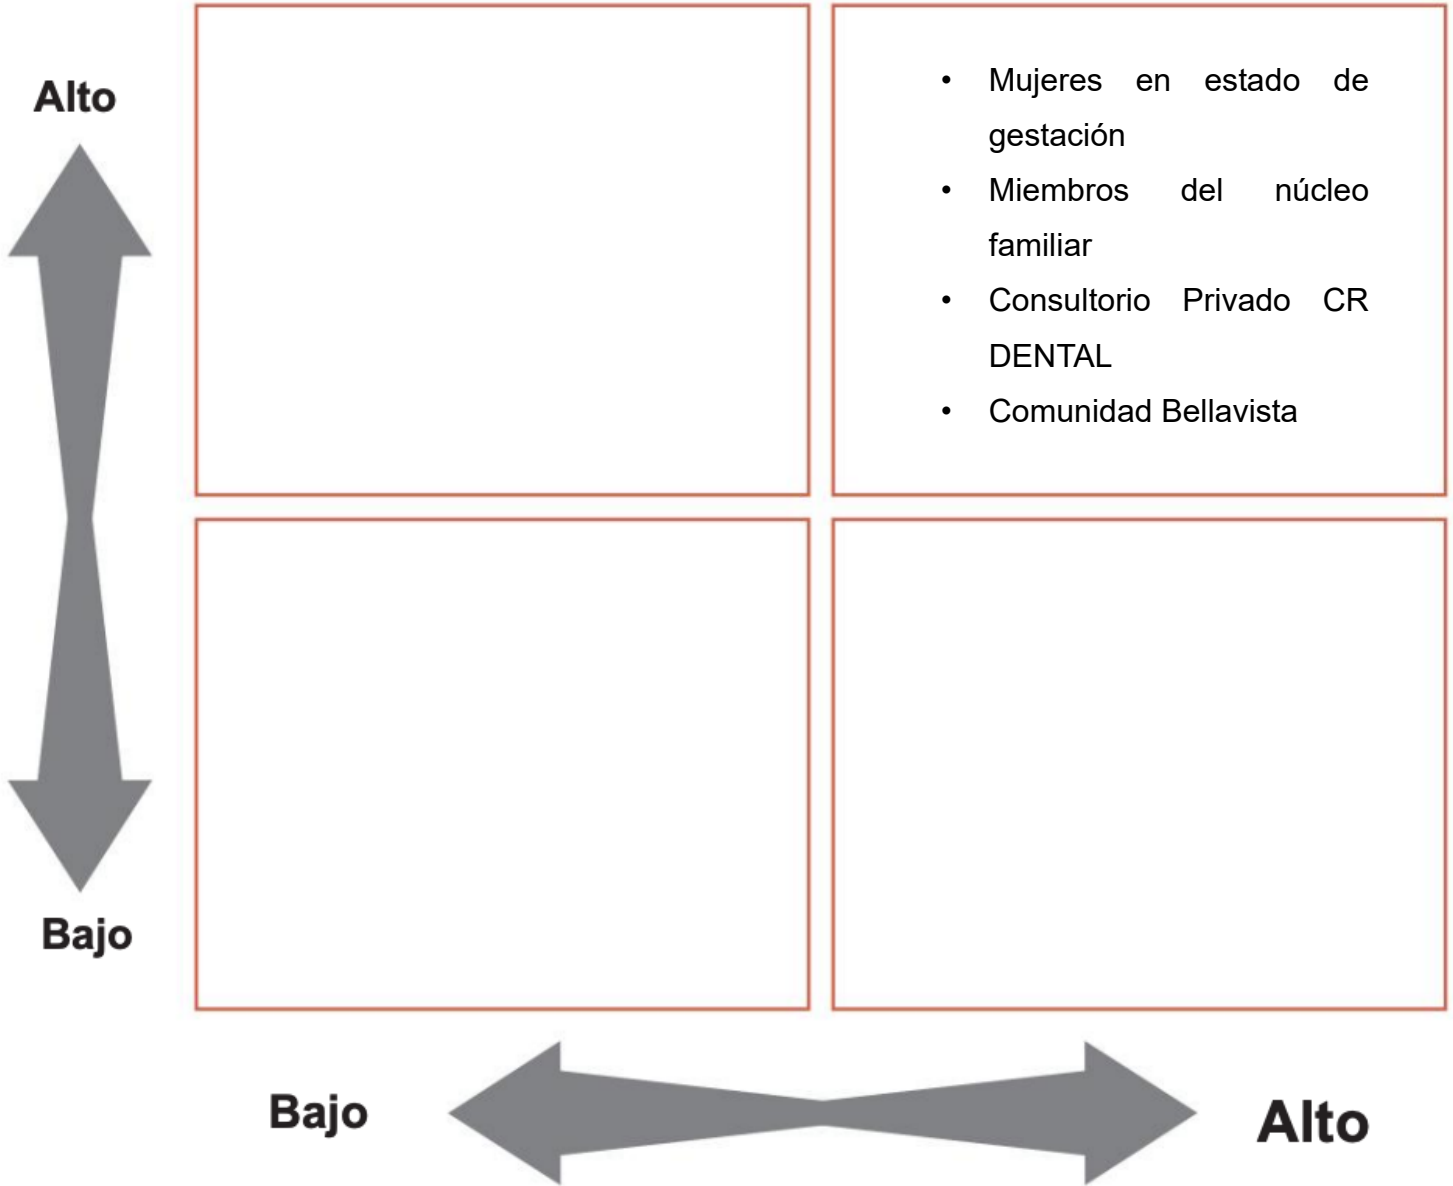 Alto
• Mujeres en estado de
gestación
• Miembros del núcleo
familiar
• Consultorio Privado CR
DENTAL
• Comunidad Bellavista
Bajo
Bajo
Alto